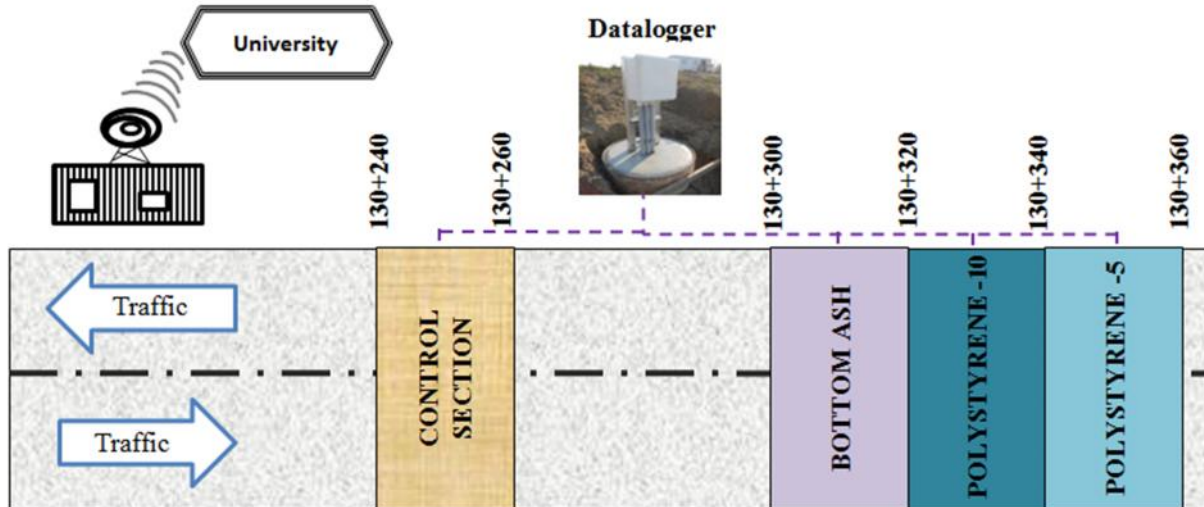 University
Datalogger
130+240
130+260
130+300
130+320
130+340
130+360
Traffic
Traffic
CONTROL
SECTION
BOTTOM ASH
POLYSTYRENE -10
POLYSTYRENE -5